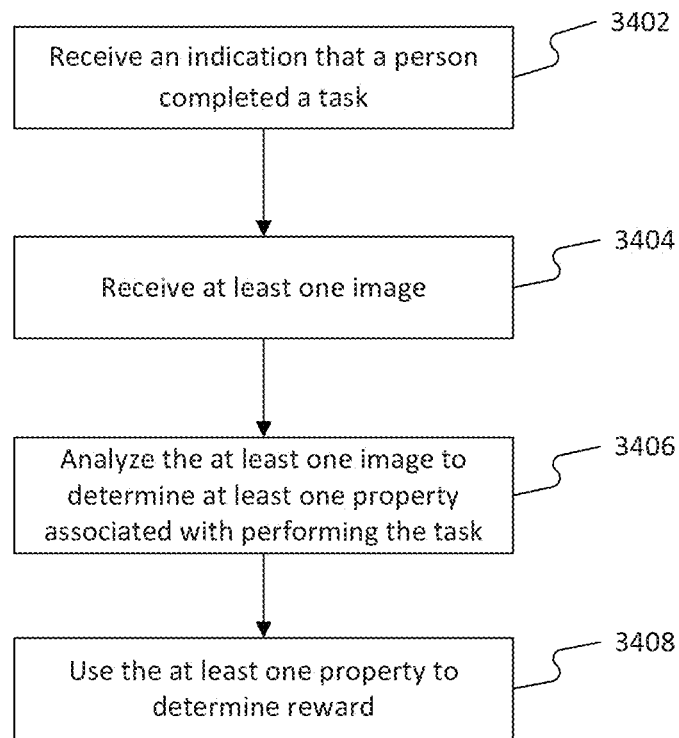 3402
Receive an indication that a person
completed a task
3404
Receive at least one image
3406
Analyze the at least one image to
determine at least one property
associated with performing the task
3408
Use the at least one property to
determine reward